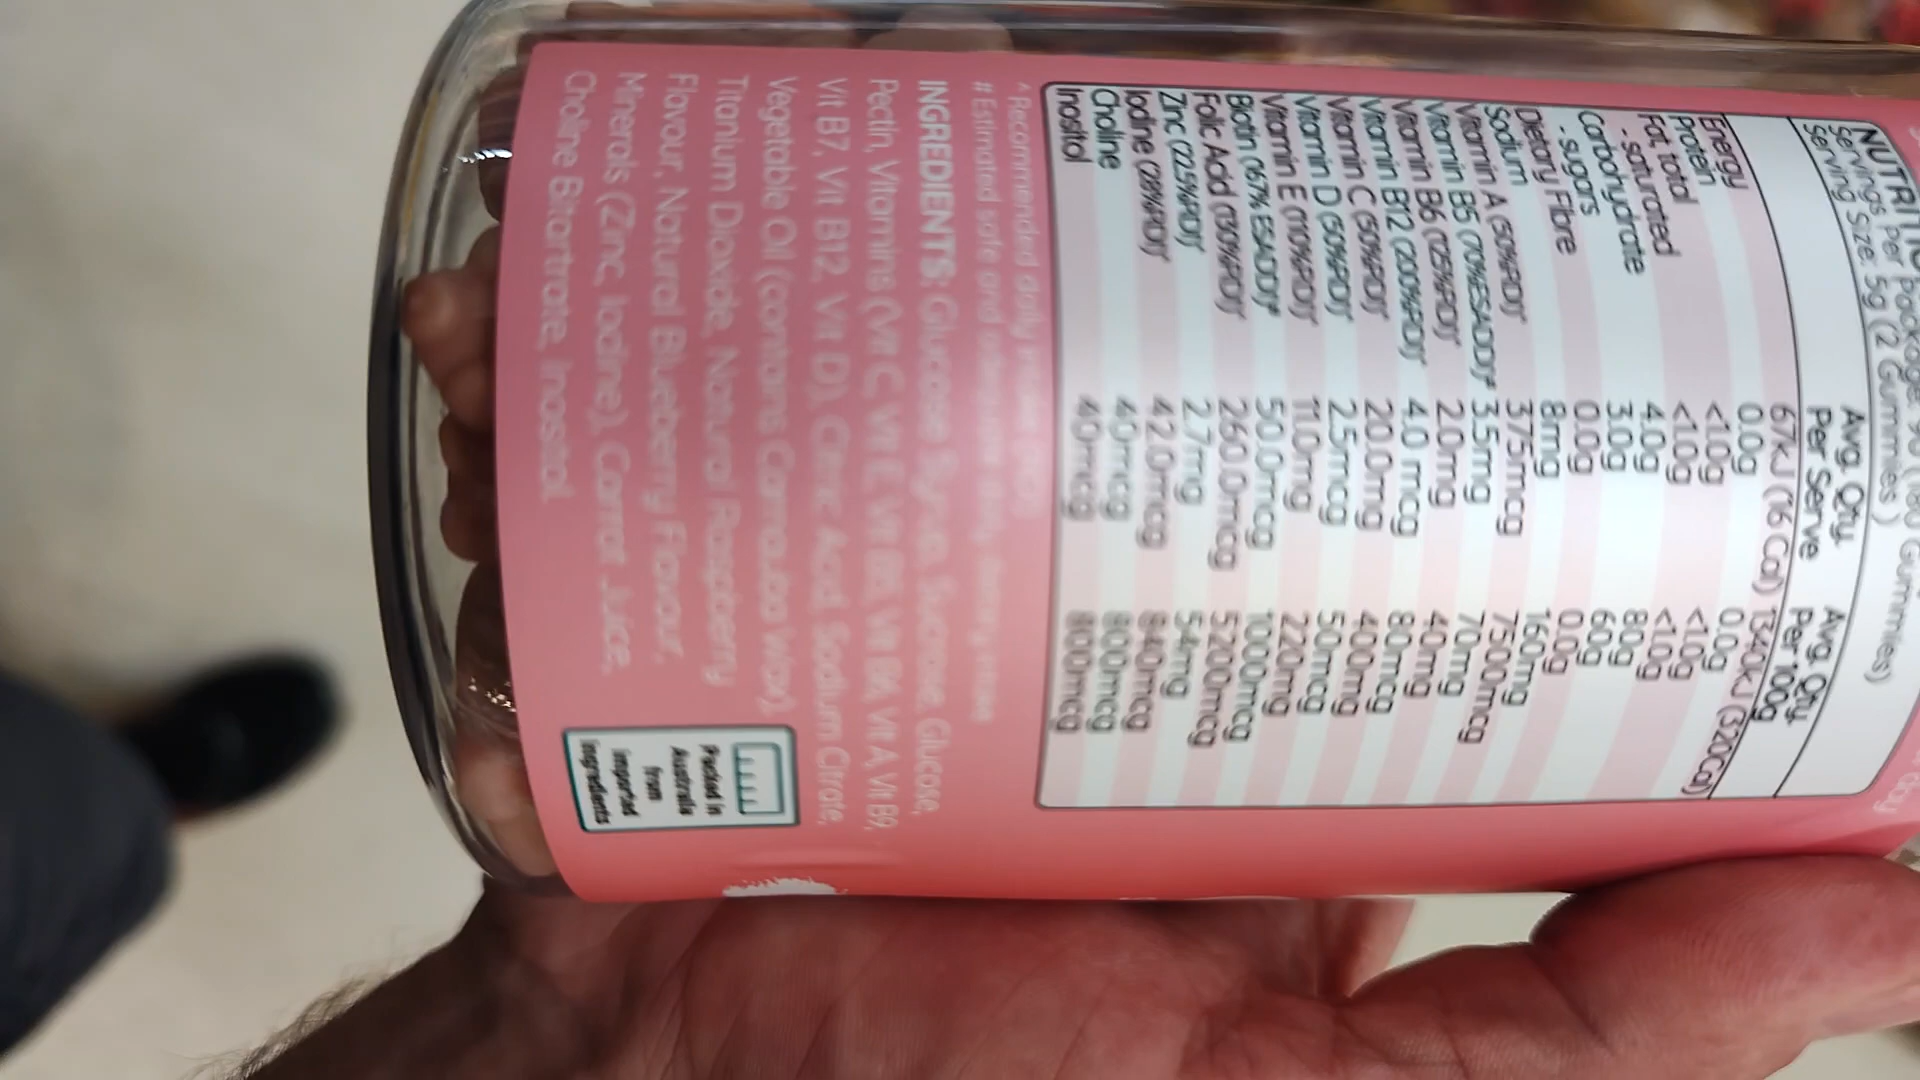 NUTRITIO
Servings per package: 90 (180 Gummies)
Serving Size: 5g (2 Gummies)
Avg. Qty. Avg. Qty.
Per Serve Per 100g
Energy 67kJ (16 Cal) 1340kJ (320Cal)
Protein 0.0g 0.0g
Fat, total <1.0g <1.0g
- saturated <1.0g <1.0g
Carbohydrate 4.0g 80g
- sugars 3.0g 60g
Dietary Fibre 0.0g 0.0g
Sodium 8mg 160mg
Vitamin A (50%RDI)^ 375mcg 7500mcg
Vitamin B5 (70%ESADDI)# 3.5mg 70mg
Vitamin B6 (125%RDI)^ 2.0mg 40mg
Vitamin B12 (200%RDI)^ 4.0 mcg 80mcg
Vitamin C (50%RDI)^ 20.0mg 400mg
Vitamin D (50%RDI)^ 2.5mcg 50mcg
Vitamin E (110%RDI)^ 11.0mg 220mg
Biotin (167% ESADDI)# 50.0mcg 1000mcg
Folic Acid (130%RDI)^ 260.0mcg 5200mcg
Zinc (22.5%RDI)^ 2.7mg 54mg
Iodine (28%RDI)^ 42.0mcg 840mcg
Choline 40mcg 800mcg
Inositol 40mcg 800mcg
^ Recommended daily
# Estimated safe and
INGREDIENTS: Glucose Syrup, Sucrose, Glucose,
Pectin, Vitamins (Vit C, Vit E, Vit B5, Vit B6, Vit A, Vit B9,
Vit B7, Vit B12, Vit D), Citric Acid, Sodium Citrate,
Vegetable Oil (contains Carnauba Wax),
Titanium Dioxide, Natural Raspberry
Flavour, Natural Blueberry Flavour,
Minerals (Zinc, Iodine), Carrot Juice,
Choline Bitartrate, Inositol.
Packed in
Australia
from
imported
ingredients